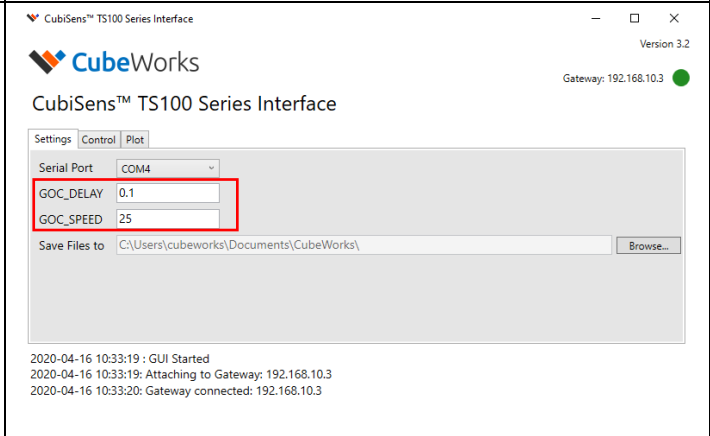 CubiSens™ TS100 Series Interface
Version 3.2
CubeWorks
Gateway: 192.168.10.3
CubiSens™ TS100 Series Interface
Settings Control Plot
Serial Port COM4
GOC_DELAY 0.1
GOC_SPEED 25
Save Files to C:\Users\cubeworks\Documents\CubeWorks\ Browse...
2020-04-16 10:33:19 : GUI Started
2020-04-16 10:33:19: Attaching to Gateway: 192.168.10.3
2020-04-16 10:33:20: Gateway connected: 192.168.10.3